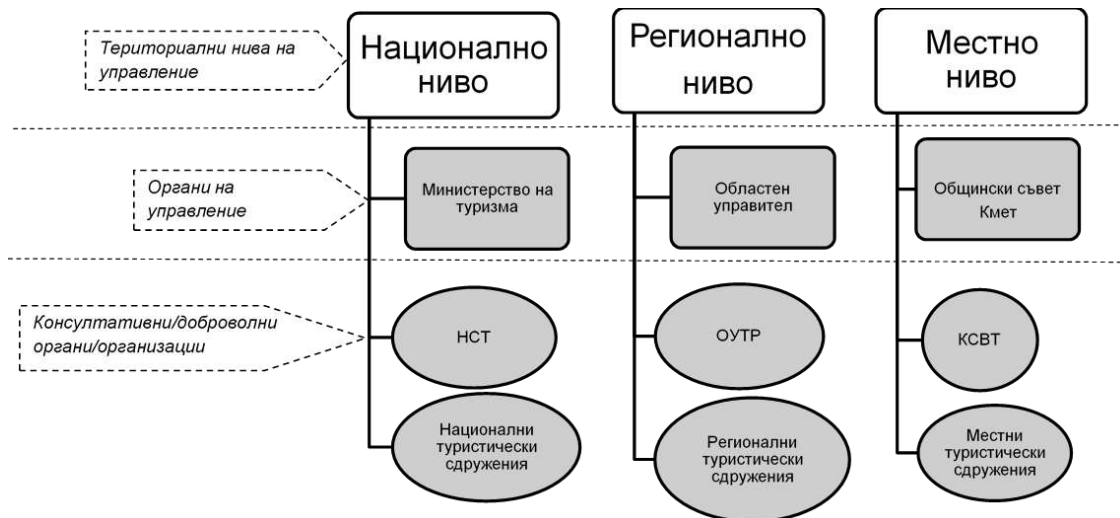 Териториални нива на
управление
Национално
ниво
Регионално
ниво
Местно
ниво
Органи на
управление
Министерство на
туризма
Областен
управител
Общински съвет
Кмет
Консултативни/доброволни
органи/организации
НСТ
ОУТР
КСВТ
Национални
туристически
сдружения
Регионални
туристически
сдружения
Местни
туристически
сдружения